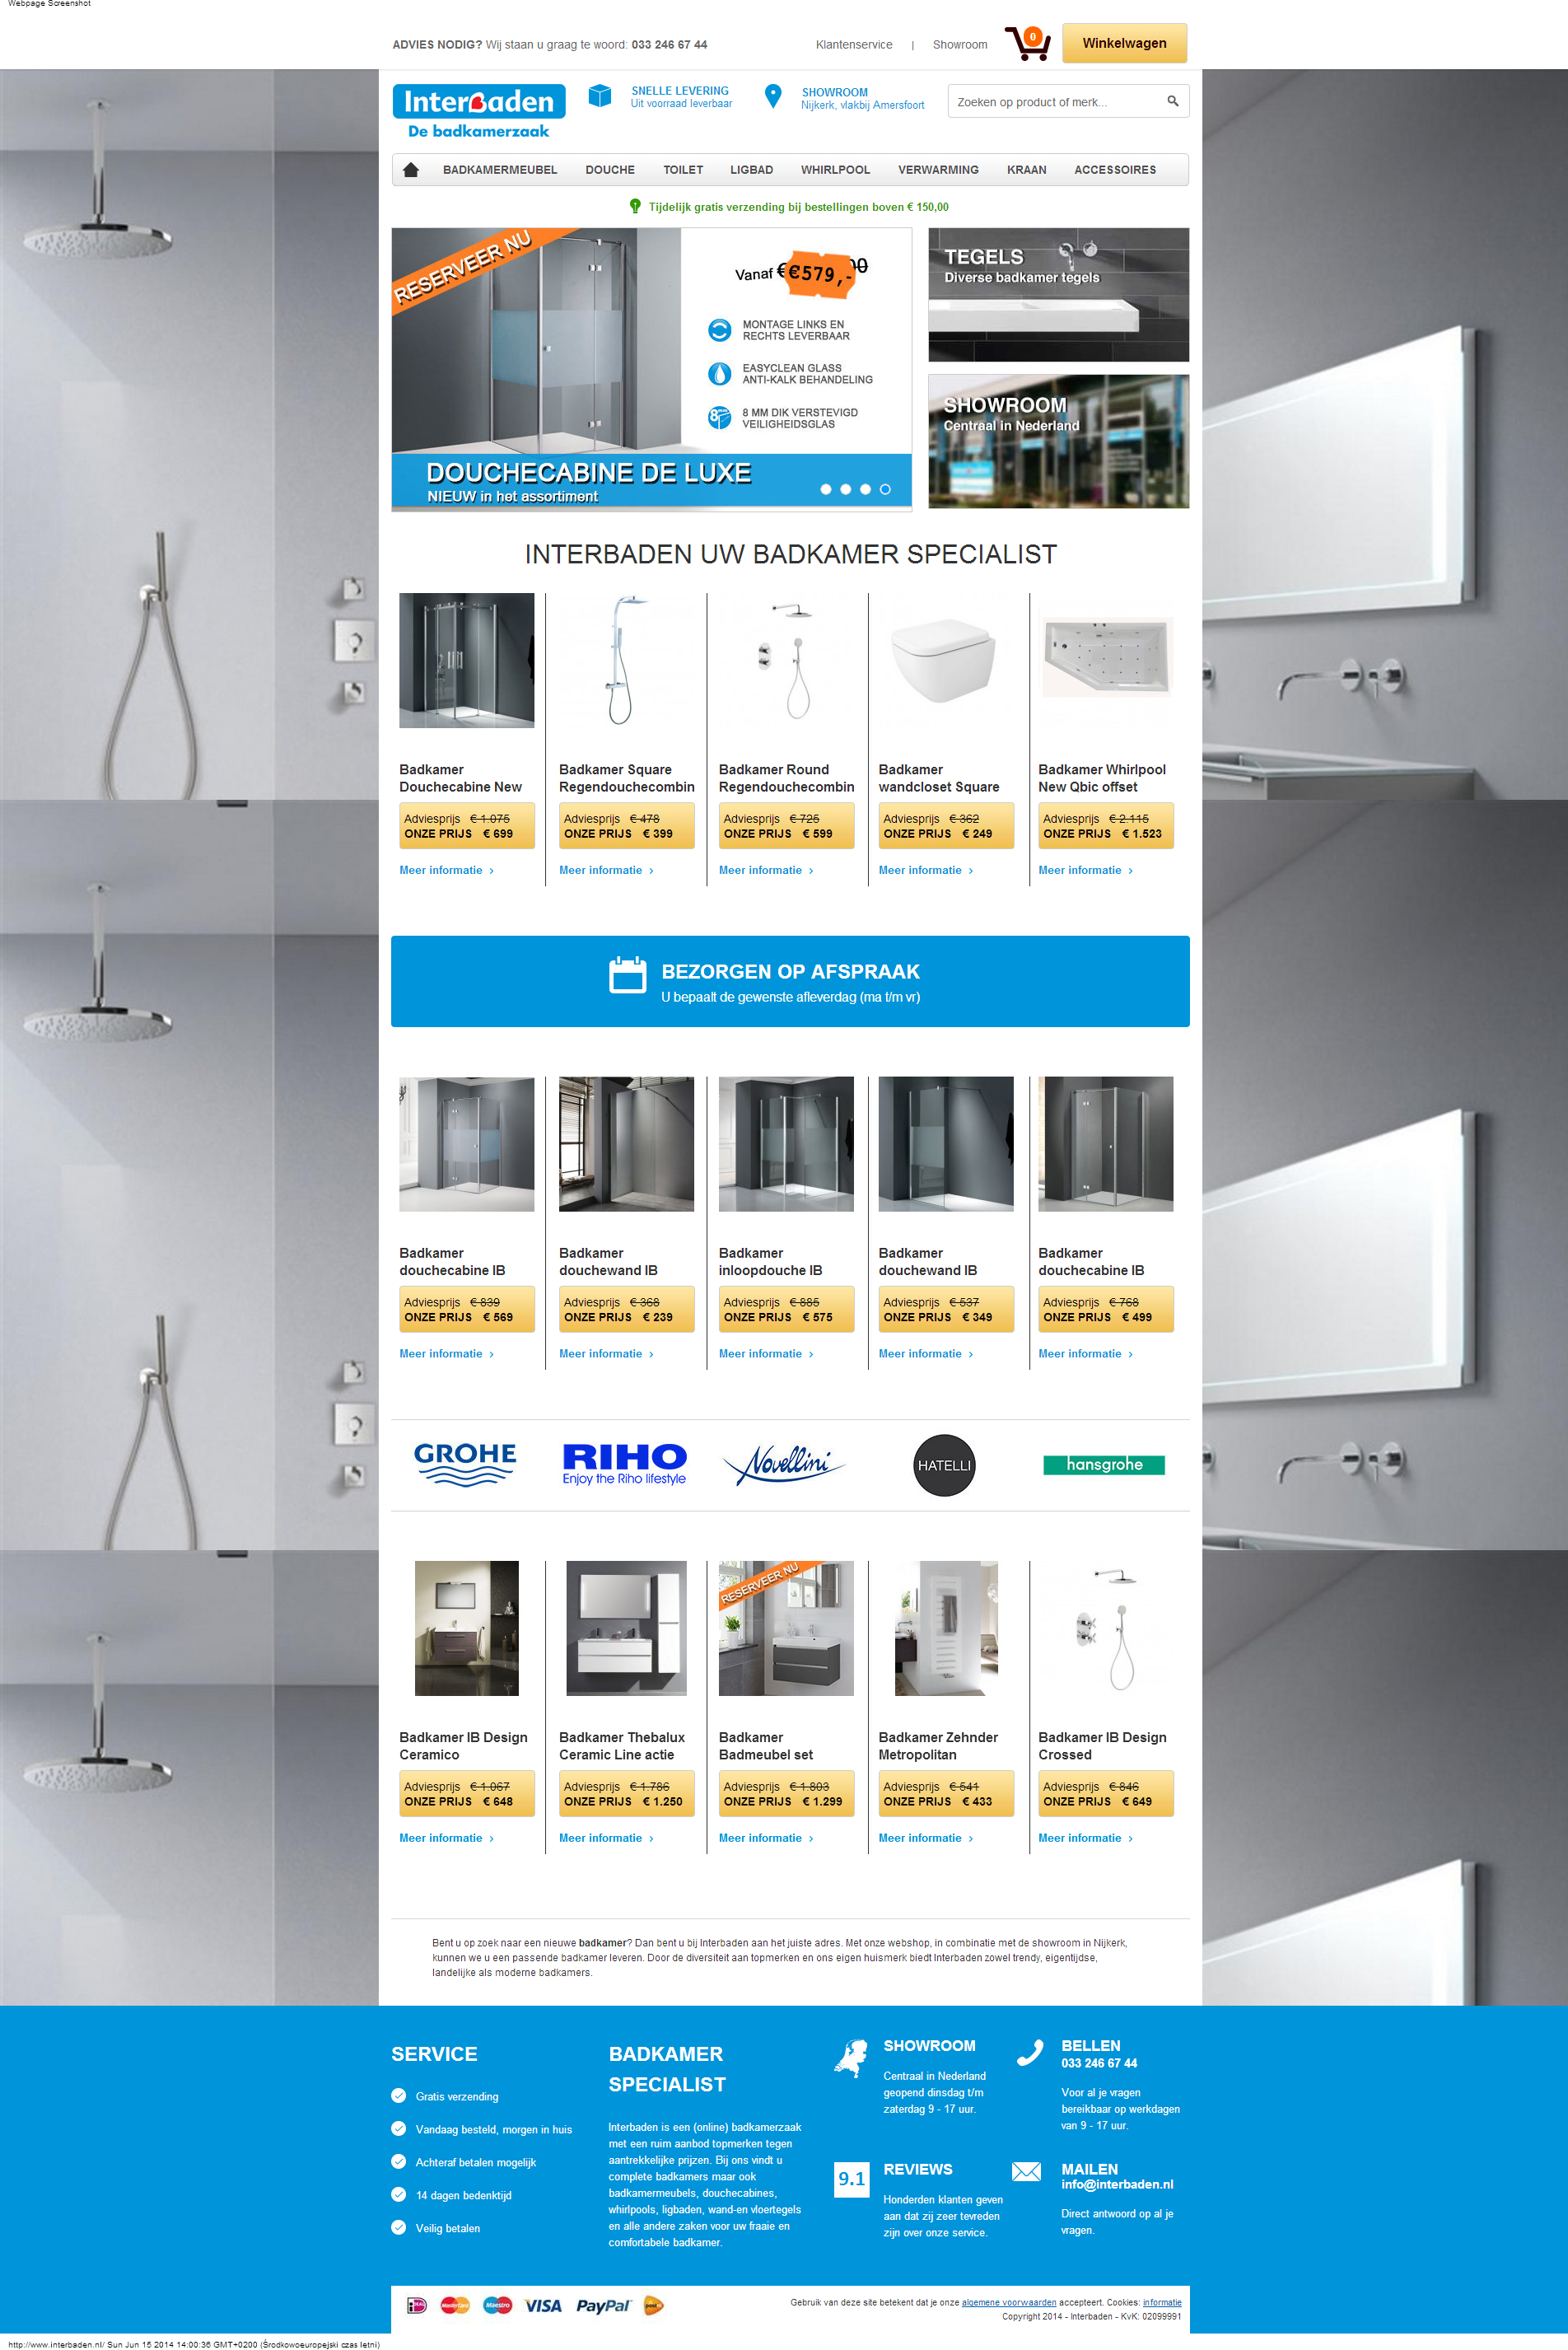 Webpage Screenshot
ADVIES NODIG? Wij staan u graag te woord: 033 246 67 44
Klantenservice | Showroom
0
Winkelwagen
InterBaden
De badkamerzaak
SNELLE LEVERING
Uit voorraad leverbaar
SHOWROOM
Nijkerk, vlakbij Amersfoort
Zoeken op product of merk...
BADKAMERMEUBEL DOUCHE TOILET LIGBAD WHIRLPOOL VERWARMING KRAAN ACCESSOIRES
Tijdelijk gratis verzending bij bestellingen boven € 150,00
RESERVEER NU
Vanaf €579,-
MONTAGE LINKS EN
RECHTS LEVERBAAR
EASYCLEAN GLASS
ANTI-KALK BEHANDELING
8 MM DIK VERSTEVIGD
VEILIGHEIDSGLAS
DOUCHECABINE DE LUXE
NIEUW in het assortiment
TEGELS
Diverse badkamer tegels
SHOWROOM
Centraal in Nederland
INTERBADEN UW BADKAMER SPECIALIST
Badkamer
Douchecabine New
Adviesprijs € 1.075
ONZE PRIJS € 699
Meer informatie ›
Badkamer Square
Regendouchecombin
Adviesprijs € 478
ONZE PRIJS € 399
Meer informatie ›
Badkamer Round
Regendouchecombin
Adviesprijs € 725
ONZE PRIJS € 599
Meer informatie ›
Badkamer
wandcloset Square
Adviesprijs € 362
ONZE PRIJS € 249
Meer informatie ›
Badkamer Whirlpool
New Qbic offset
Adviesprijs € 2.115
ONZE PRIJS € 1.523
Meer informatie ›
BEZORGEN OP AFSPRAAK
U bepaalt de gewenste afleverdag (ma t/m vr)
Badkamer
douchecabine IB
Adviesprijs € 839
ONZE PRIJS € 569
Meer informatie ›
Badkamer
douchewand IB
Adviesprijs € 368
ONZE PRIJS € 239
Meer informatie ›
Badkamer
inloopdouche IB
Adviesprijs € 885
ONZE PRIJS € 575
Meer informatie ›
Badkamer
douchewand IB
Adviesprijs € 537
ONZE PRIJS € 349
Meer informatie ›
Badkamer
douchecabine IB
Adviesprijs € 768
ONZE PRIJS € 499
Meer informatie ›
GROHE
RIHO
Enjoy the Riho lifestyle
Novellini
HATELLI
hansgrohe
RESERVEER NU
Badkamer IB Design
Ceramico
Adviesprijs € 1.067
ONZE PRIJS € 648
Meer informatie ›
Badkamer Thebalux
Ceramic Line actie
Adviesprijs € 1.786
ONZE PRIJS € 1.250
Meer informatie ›
Badkamer
Badmeubel set
Adviesprijs € 1.803
ONZE PRIJS € 1.299
Meer informatie ›
Badkamer Zehnder
Metropolitan
Adviesprijs € 541
ONZE PRIJS € 433
Meer informatie ›
Badkamer IB Design
Crossed
Adviesprijs € 846
ONZE PRIJS € 649
Meer informatie ›
Bent u op zoek naar een nieuwe badkamer? Dan bent u bij Interbaden aan het juiste adres. Met onze webshop, in combinatie met de showroom in Nijkerk,
kunnen we u een passende badkamer leveren. Door de diversiteit aan topmerken en ons eigen huismerk biedt Interbaden zowel trendy, eigentijdse,
landelijke als moderne badkamers.
SERVICE
Gratis verzending
Vandaag besteld, morgen in huis
Achteraf betalen mogelijk
14 dagen bedenktijd
Veilig betalen
BADKAMER
SPECIALIST
Interbaden is een (online) badkamerzaak
met een ruim aanbod topmerken tegen
aantrekkelijke prijzen. Bij ons vindt u
complete badkamers maar ook
badkamermeubels, douchecabines,
whirlpools, ligbaden, wand-en vloertegels
en alle andere zaken voor uw fraaie en
comfortabele badkamer.
SHOWROOM
Centraal in Nederland
geopend dinsdag t/m
zaterdag 9 - 17 uur.
BELLEN
033 246 67 44
Voor al je vragen
bereikbaar op werkdagen
van 9 - 17 uur.
9.1
REVIEWS
Honderden klanten geven
aan dat zij zeer tevreden
zijn over onze service.
MAILEN
info@interbaden.nl
Direct antwoord op al je
vragen.
MasterCard Maestro VISA PayPal
Gebruik van deze site betekent dat je onze algemene voorwaarden accepteert. Cookies: informatie
Copyright 2014 - Interbaden - KvK: 02099991
http://www.interbaden.nl/ Sun Jun 15 2014 14:00:36 GMT+0200 (Środkowoeuropejski czas letni)